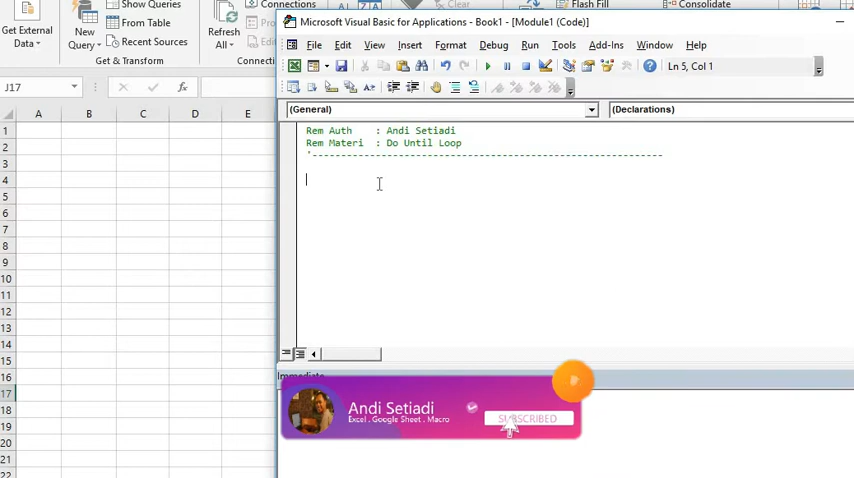 Get External
Data
New
Query
Show Queries
From Table
Recent Sources
Get & Transform
Refresh
All
Connections
Clear
Flash Fill
Consolidate
J17
fx
A B C D E
1
2
3
4
5
6
7
8
9
10
11
12
13
14
15
16
17
18
19
20
21
22
Microsoft Visual Basic for Applications - Book1 - [Module1 (Code)]
File Edit View Insert Format Debug Run Tools Add-Ins Window Help
Ln 5, Col 1
(General) (Declarations)
Rem Auth : Andi Setiadi
Rem Materi : Do Until Loop
'------------------------------------------------------------
Immediate
Andi Setiadi
Excel . Google Sheet . Macro
SUBSCRIBED